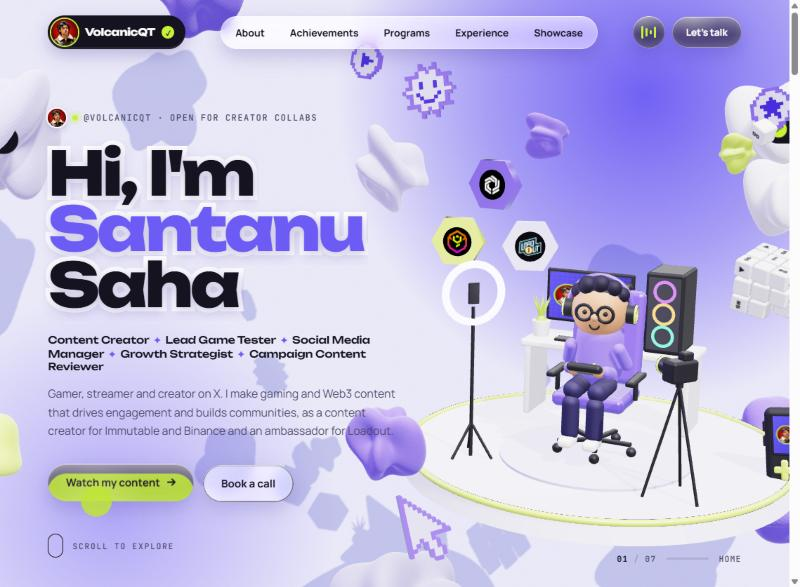 VolcanicQT
About
Achievements
Programs
Experience
Showcase
Let's talk
@VOLCANICQT · OPEN FOR CREATOR COLLABS
Hi, I'm
Santanu
Saha
Content Creator ✦ Lead Game Tester ✦ Social Media
Manager ✦ Growth Strategist ✦ Campaign Content
Reviewer
Gamer, streamer and creator on X. I make gaming and Web3 content
that drives engagement and builds communities, as a content
creator for Immutable and Binance and an ambassador for Loadout.
Watch my content →
Book a call
SCROLL TO EXPLORE
01 / 07
HOME